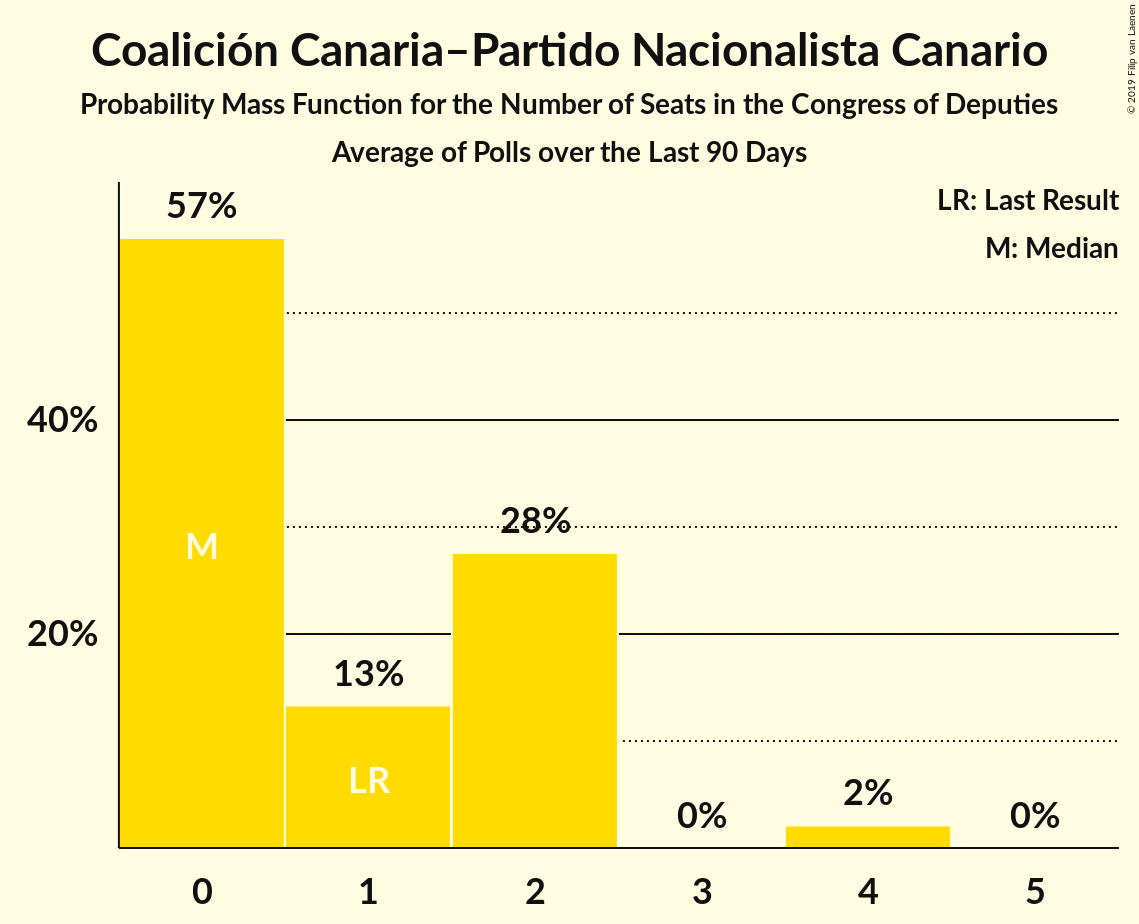 Coalición Canaria–Partido Nacionalista Canario
Probability Mass Function for the Number of Seats in the Congress of Deputies
Average of Polls over the Last 90 Days
© 2019 Filip van Laenen
LR: Last Result
M: Median
57%
40%
28%
M
20%
13%
LR
2%
0%
0%
0 1 2 3 4 5